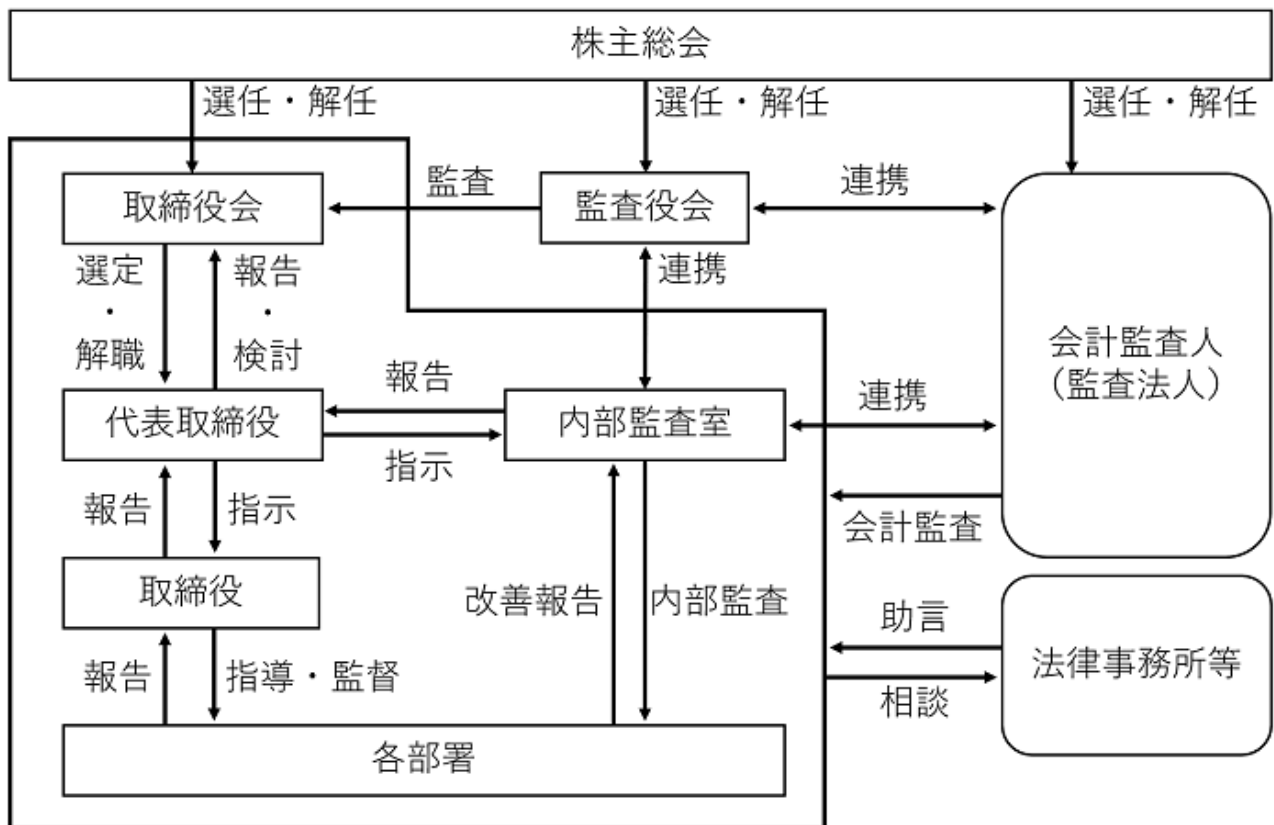 株主総会
選任・解任
選任・解任
選任・解任
取締役会
監査
監査役会
連携
選定
・
解職
報告
・
検討
連携
会計監査人
（監査法人）
代表取締役
報告
指示
内部監査室
連携
会計監査
報告
指示
取締役
改善報告
内部監査
助言
相談
法律事務所等
報告
指導・監督
各部署